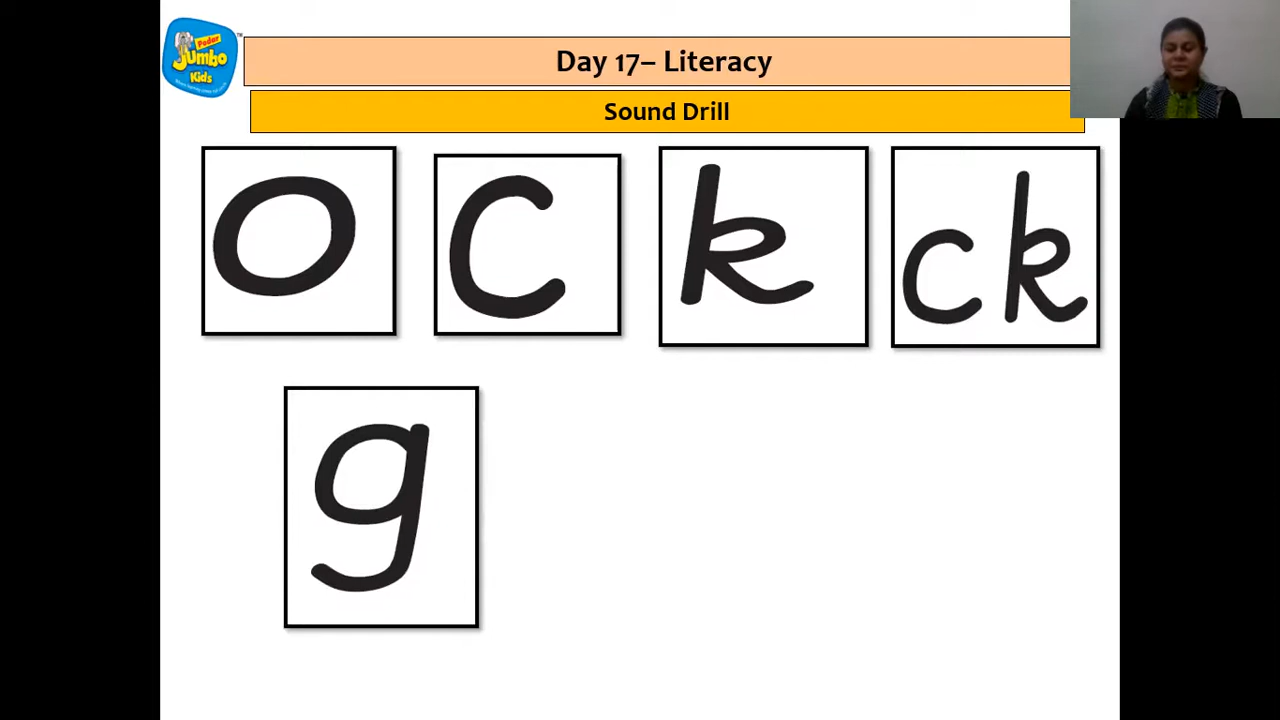 Podar
Jumbo
Kids
Day 17– Literacy
Sound Drill
o c k ck
g